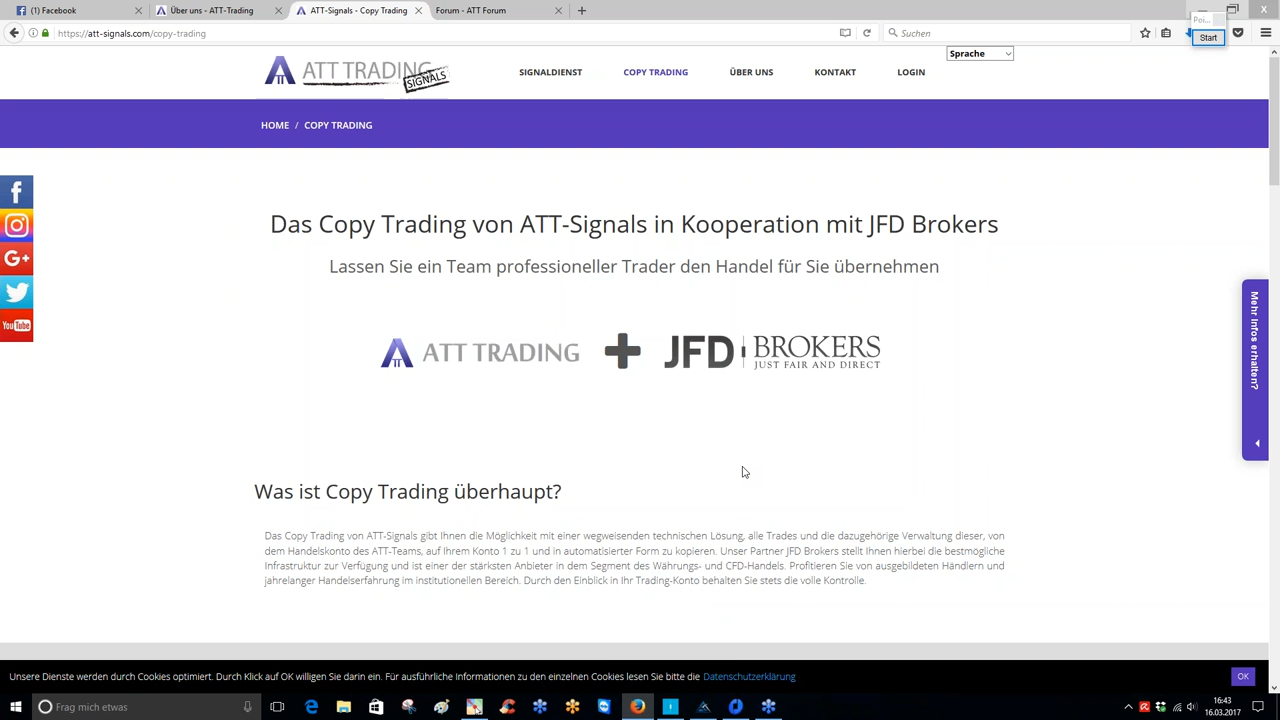 (1) Facebook
Über uns - ATT-Trading
ATT-Signals - Copy Trading
Forum - ATT Forum
Poi...
https://att-signals.com/copy-trading
Suchen
Start
ATT TRADING
SIGNALS
SIGNALDIENST
COPY TRADING
ÜBER UNS
KONTAKT
LOGIN
Sprache
HOME / COPY TRADING
Das Copy Trading von ATT-Signals in Kooperation mit JFD Brokers
Lassen Sie ein Team professioneller Trader den Handel für Sie übernehmen
ATT TRADING
JFD BROKERS
JUST FAIR AND DIRECT
You Tube
Mehr Infos erhalten?
Was ist Copy Trading überhaupt?
Das Copy Trading von ATT-Signals gibt Ihnen die Möglichkeit mit einer wegweisenden technischen Lösung, alle Trades und die dazugehörige Verwaltung dieser, von
dem Handelskonto des ATT-Teams, auf Ihrem Konto 1 zu 1 und in automatisierter Form zu kopieren. Unser Partner JFD Brokers stellt Ihnen hierbei die bestmögliche
Infrastruktur zur Verfügung und ist einer der stärksten Anbieter in dem Segment des Währungs- und CFD-Handels. Profitieren Sie von ausgebildeten Händlern und
jahrelanger Handelserfahrung im institutionellen Bereich. Durch den Einblick in Ihr Trading-Konto behalten Sie stets die volle Kontrolle.
Unsere Dienste werden durch Cookies optimiert. Durch Klick auf OK willigen Sie darin ein. Für ausführliche Informationen zu den einzelnen Cookies lesen Sie bitte die Datenschutzerklärung
OK
Frag mich etwas
16:43
16.03.2017